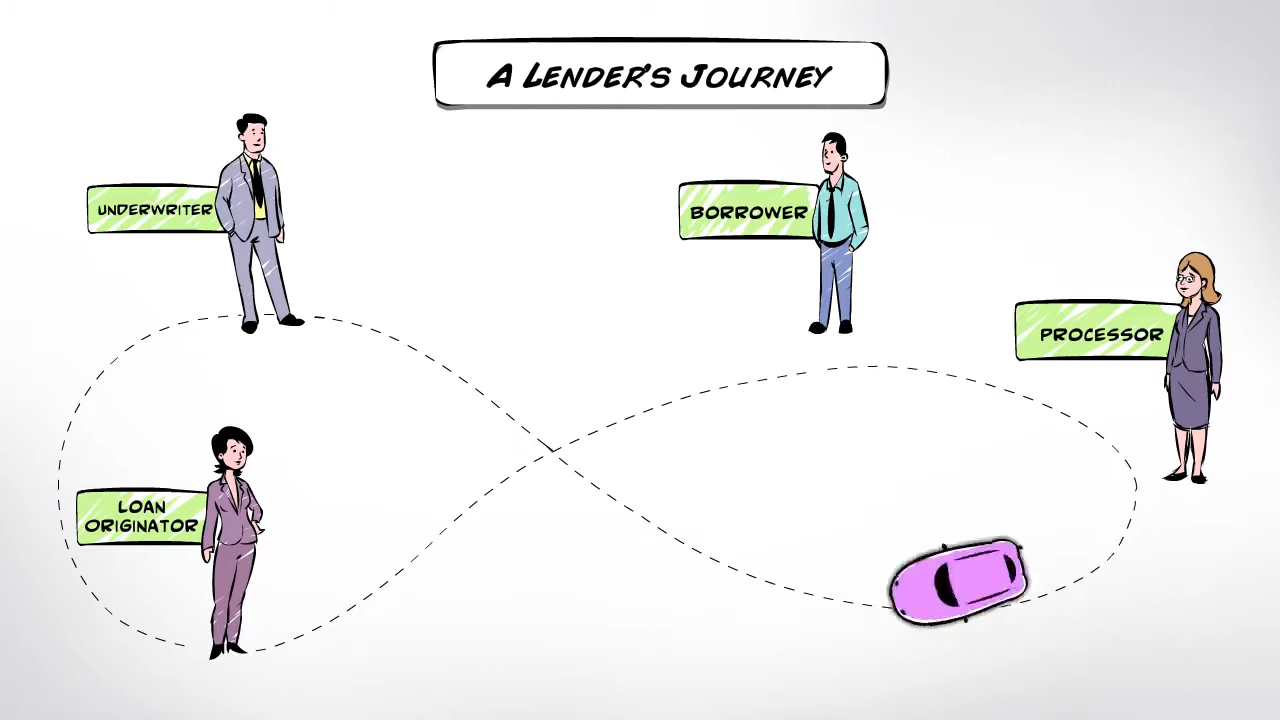 A LENDER'S JOURNEY
UNDERWRITER
BORROWER
PROCESSOR
LOAN
ORIGINATOR